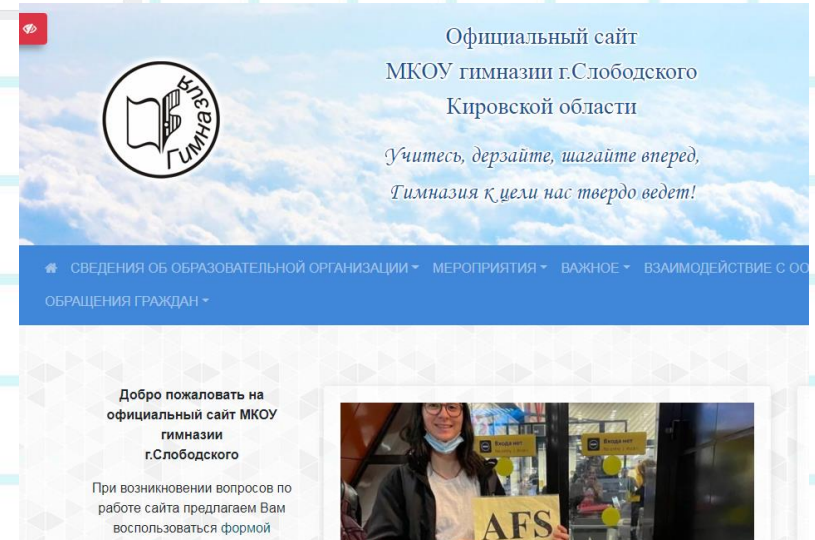 Официальный сайт
МКОУ гимназии г.Слободского
Кировской области
Учитесь, дерзайте, шагайте вперед,
Гимназия к цели нас твердо ведет!
Гимназия
СВЕДЕНИЯ ОБ ОБРАЗОВАТЕЛЬНОЙ ОРГАНИЗАЦИИ МЕРОПРИЯТИЯ ВАЖНОЕ ВЗАИМОДЕЙСТВИЕ С ОО
ОБРАЩЕНИЯ ГРАЖДАН
Добро пожаловать на
официальный сайт МКОУ
гимназии
г.Слободского
При возникновении вопросов по
работе сайта предлагаем Вам
воспользоваться формой
Входа нет
Входа нет
AFS